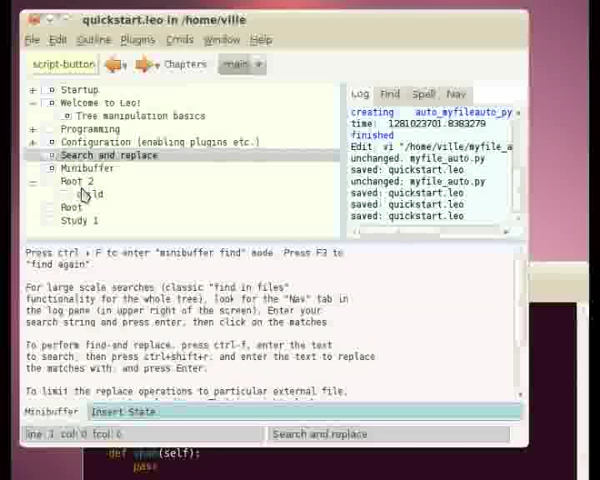 quickstart.leo in /home/ville
File Edit Outline Plugins Cmds Window Help
script-button Chapters main
Startup
Welcome to Leo!
Tree manipulation basics
Programming
Configuration (enabling plugins etc.)
Search and replace
Minibuffer
Root 2
Root
Study 1
Log Find Spell Nav
creating auto_myfileauto_py
time: 1281023701.8383279
finished
Edit vi "/home/ville/myfile_a
unchanged. myfile_auto.py
saved: quickstart.leo
unchanged. myfile_auto.py
saved: quickstart.leo
saved: quickstart.leo
saved: quickstart.leo
Press ctrl + F to enter "minibuffer find" mode Press F3 to
"find again"
For large scale searches (classic "find in files"
functionality for the whole tree), look for the "Nav" tab in
the log pane (in upper right of the screen). Enter your
search string and press enter, then click on the matches
To perform find-and replace, press ctrl-f, enter the text
to search, then press ctrl+shift+r, and enter the text to replace
the matches with, and press Enter.
To limit the replace operations to particular external file,
Minibuffer Insert State
line: 1 col: 0 fcol: 0 Search and replace
def (self):
pass